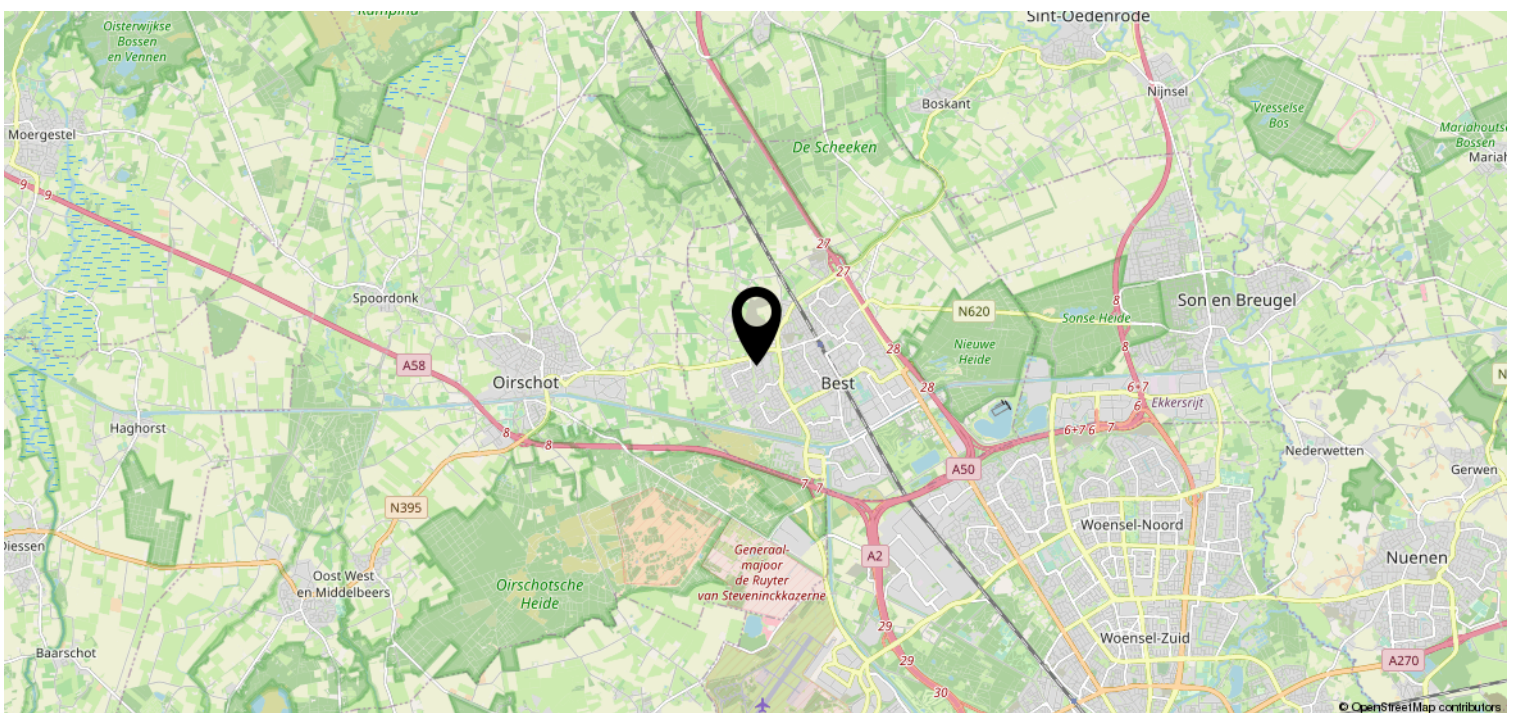 Kampina
Sint-Oedenrode
Oisterwijkse
Bossen
en Vennen
Nijnsel
Boskant
Vresselse
Bos
Moergestel
De Scheeken
Mariahoutse
Bossen
Mariah
9
9
27
27
Spoordonk
8
Son en Breugel
N620
Sonse Heide
Nieuwe
Heide
28
8
A58
Oirschot
Best
28
6+7
N
Ekkersrijt
6
Haghorst
8
8
6+7
6
7
Nederwetten
A50
Gerwen
7
7
N395
Woensel-Noord
Diessen
Generaal-
majoor
de Ruyter
van Steveninckkazerne
A2
Nuenen
Oost West
en Middelbeers
Oirschotsche
Heide
29
Woensel-Zuid
Baarschot
29
A270
30
© OpenStreetMap contributors